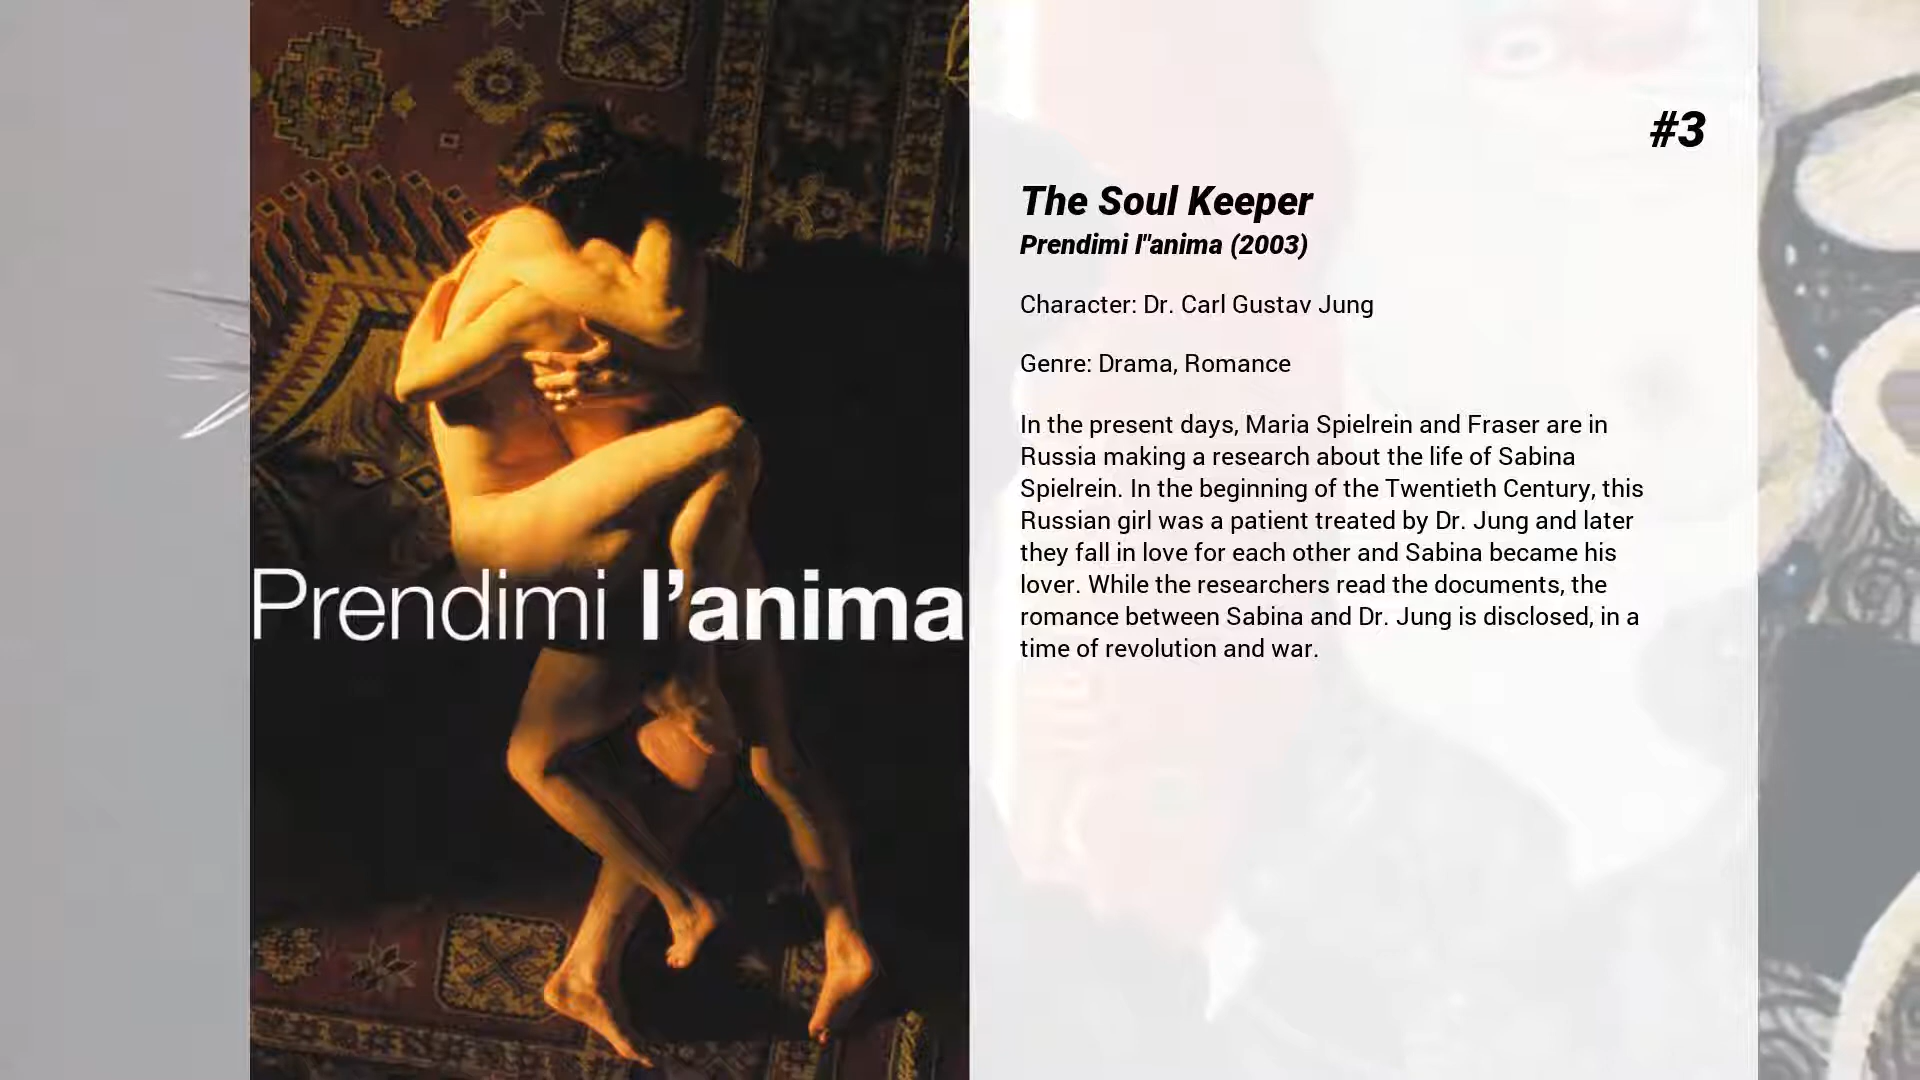 Prendimi l’anima
#3
The Soul Keeper
Prendimi l"anima (2003)
Character: Dr. Carl Gustav Jung
Genre: Drama, Romance
In the present days, Maria Spielrein and Fraser are in
Russia making a research about the life of Sabina
Spielrein. In the beginning of the Twentieth Century, this
Russian girl was a patient treated by Dr. Jung and later
they fall in love for each other and Sabina became his
lover. While the researchers read the documents, the
romance between Sabina and Dr. Jung is disclosed, in a
time of revolution and war.